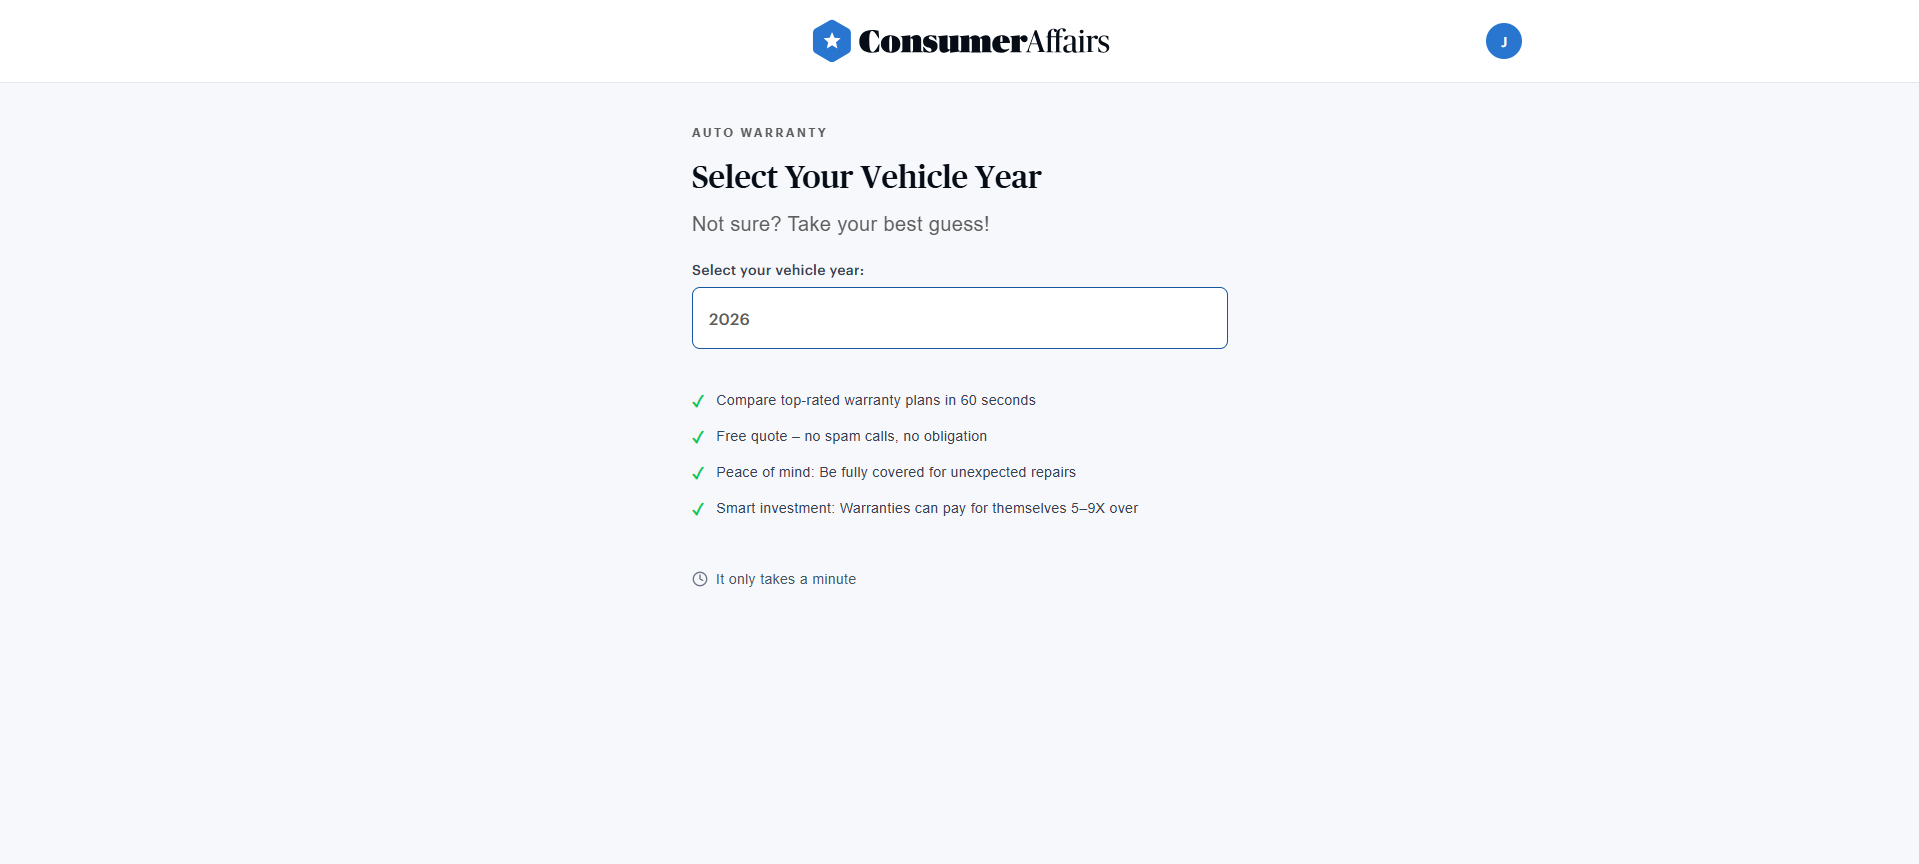 ConsumerAffairs
J
AUTO WARRANTY
Select Your Vehicle Year
Not sure? Take your best guess!
Select your vehicle year:
2026
Compare top-rated warranty plans in 60 seconds
Free quote – no spam calls, no obligation
Peace of mind: Be fully covered for unexpected repairs
Smart investment: Warranties can pay for themselves 5–9X over
It only takes a minute